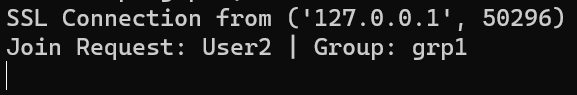 SSL Connection from ('127.0.0.1', 50296)
Join Request: User2 | Group: grp1